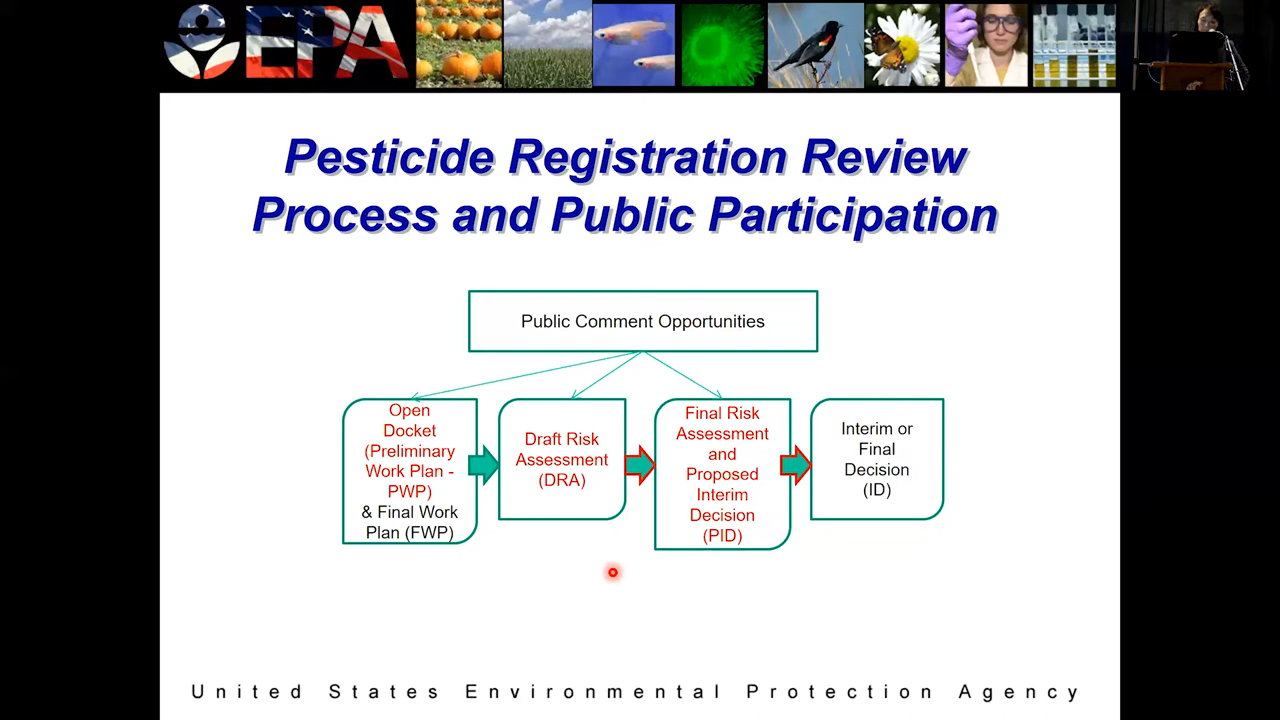 EPA
Pesticide Registration Review
Process and Public Participation
Public Comment Opportunities
Open
Docket
(Preliminary
Work Plan -
PWP)
& Final Work
Plan (FWP)
Draft Risk
Assessment
(DRA)
Final Risk
Assessment
and
Proposed
Interim
Decision
(PID)
Interim or
Final
Decision
(ID)
United States Environmental Protection Agency